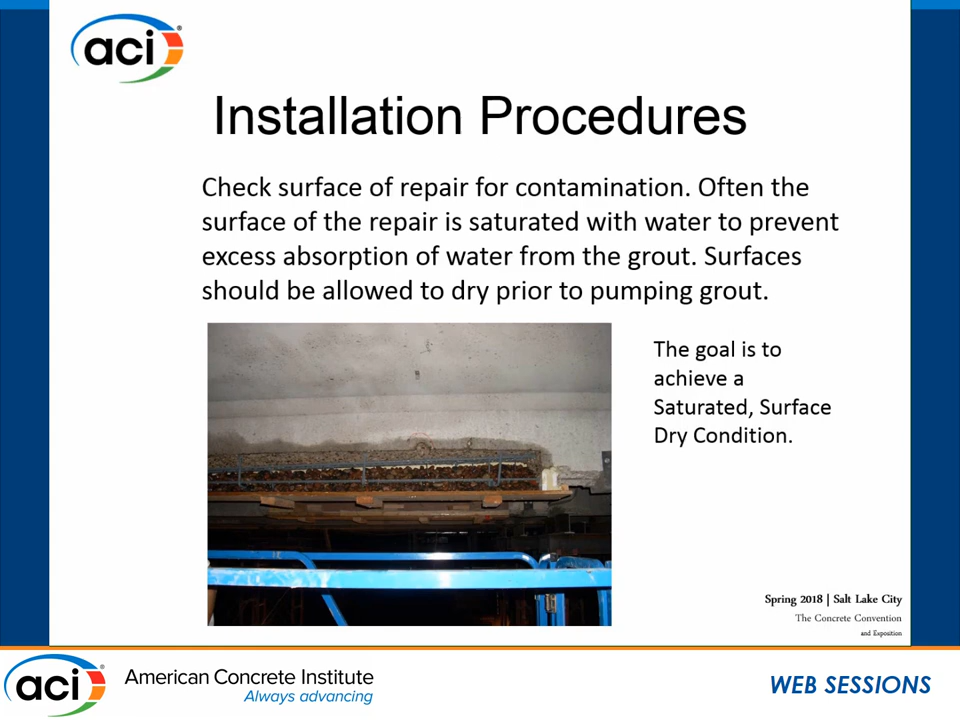 aci
Installation Procedures
Check surface of repair for contamination. Often the
surface of the repair is saturated with water to prevent
excess absorption of water from the grout. Surfaces
should be allowed to dry prior to pumping grout.
The goal is to
achieve a
Saturated, Surface
Dry Condition.
Spring 2018 | Salt Lake City
The Concrete Convention
and Exposition
aci
American Concrete Institute
Always advancing
WEB SESSIONS